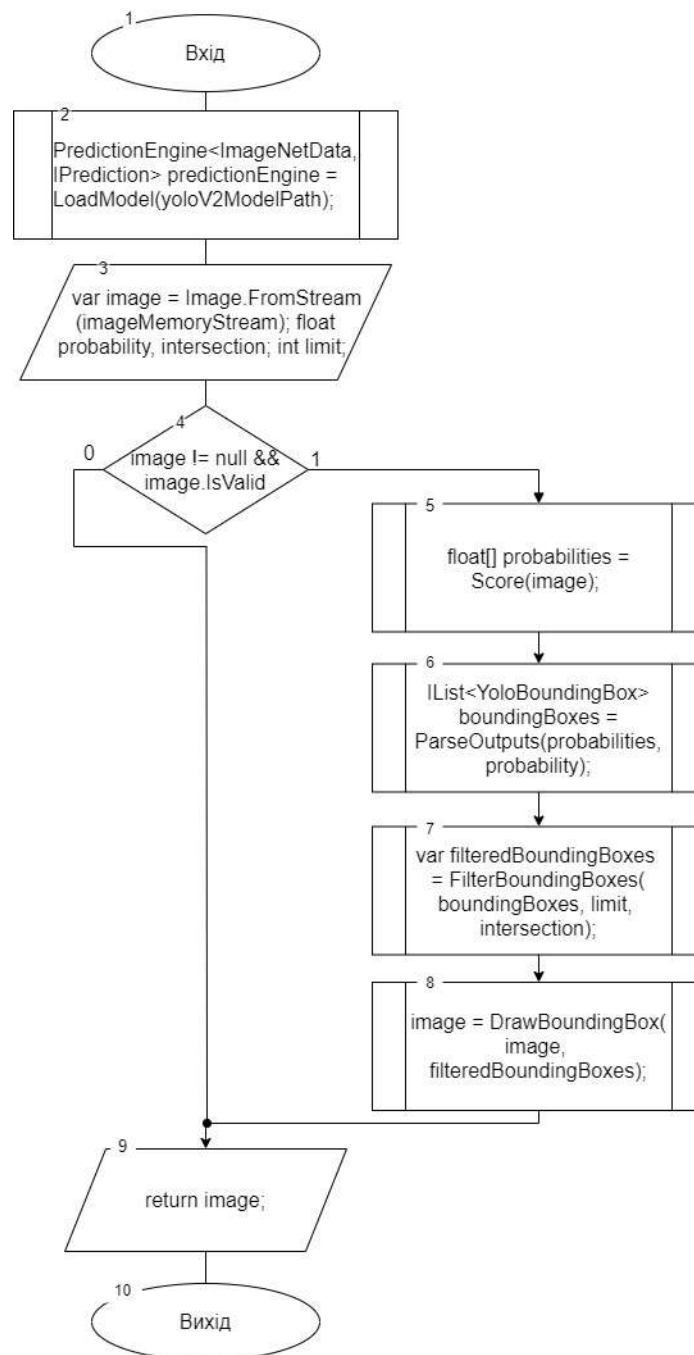 1
Вхід
2
PredictionEngine<ImageNetData,
IPrediction> predictionEngine =
LoadModel(yoloV2ModelPath);
3
var image = Image.FromStream
(imageMemoryStream); float
probability, intersection; int limit;
4
0
image != null &&
image.IsValid
1
5
float[] probabilities =
Score(image);
6
IList<YoloBoundingBox>
boundingBoxes =
ParseOutputs(probabilities,
probability);
7
var filteredBoundingBoxes
= FilterBoundingBoxes(
boundingBoxes, limit,
intersection);
8
image = DrawBoundingBox(
image,
filteredBoundingBoxes);
9
return image;
10
Вихід